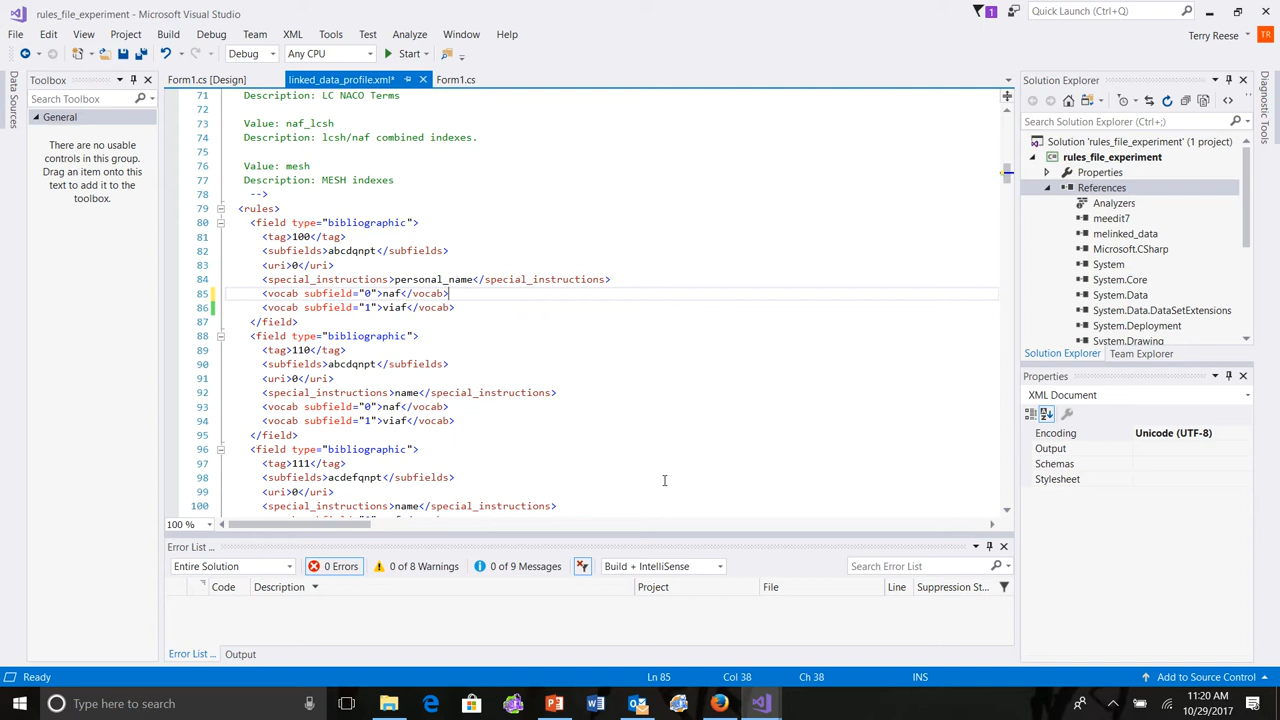 rules_file_experiment - Microsoft Visual Studio
1
Quick Launch (Ctrl+Q)
File Edit View Project Build Debug Team XML Tools Test Analyze Window Help
Terry Reese
TR
Debug Any CPU Start
Data Sources
Toolbox
Search Toolbox
General
There are no usable
controls in this group.
Drag an item onto this
text to add it to the
toolbox.
Form1.cs [Design] linked_data_profile.xml* Form1.cs
71 Description: LC NACO Terms
72
73 Value: naf_lcsh
74 Description: lcsh/naf combined indexes.
75
76 Value: mesh
77 Description: MESH indexes
78 -->
79 <rules>
80 <field type="bibliographic">
81 <tag>100</tag>
82 <subfields>abcdqnpt</subfields>
83 <uri>0</uri>
84 <special_instructions>personal_name</special_instructions>
85 <vocab subfield="0">naf</vocab>
86 <vocab subfield="1">viaf</vocab>
87 </field>
88 <field type="bibliographic">
89 <tag>110</tag>
90 <subfields>abcdqnpt</subfields>
91 <uri>0</uri>
92 <special_instructions>name</special_instructions>
93 <vocab subfield="0">naf</vocab>
94 <vocab subfield="1">viaf</vocab>
95 </field>
96 <field type="bibliographic">
97 <tag>111</tag>
98 <subfields>acdefqnpt</subfields>
99 <uri>0</uri>
100 <special_instructions>name</special_instructions>
100 %
Solution Explorer
Search Solution Explorer (Ctrl+;)
Solution 'rules_file_experiment' (1 project)
rules_file_experiment
Properties
References
Analyzers
meedit7
melinked_data
Microsoft.CSharp
System
System.Core
System.Data
System.Data.DataSetExtensions
System.Deployment
System.Drawing
Solution Explorer Team Explorer
Diagnostic Tools
Properties
XML Document
Encoding Unicode (UTF-8)
Output
Schemas
Stylesheet
Error List ...
Entire Solution 0 Errors 0 of 8 Warnings 0 of 9 Messages Build + IntelliSense Search Error List
Code Description Project File Line Suppression St...
Error List ... Output
Ready Ln 85 Col 38 Ch 38 INS Add to Source Control
Type here to search
11:20 AM
10/29/2017